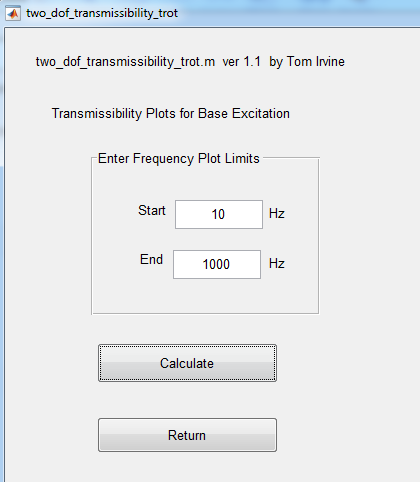 two_dof_transmissibility_trot
two_dof_transmissibility_trot.m ver 1.1 by Tom Irvine
Transmissibility Plots for Base Excitation
Enter Frequency Plot Limits
Start 10 Hz
End 1000 Hz
Calculate
Return